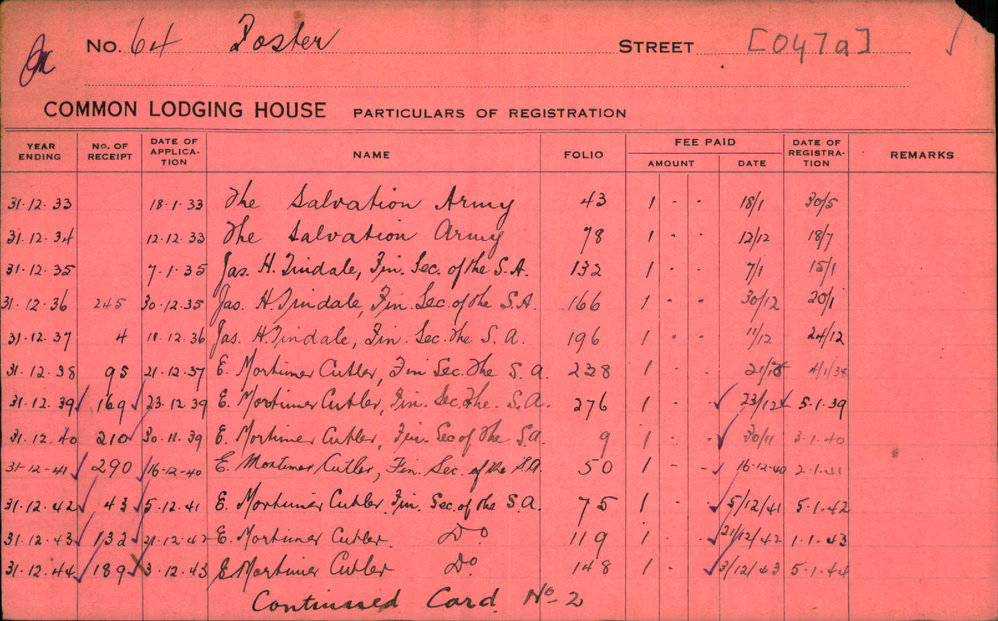 No. 64 Foster STREET [047a]
COMMON LODGING HOUSE PARTICULARS OF REGISTRATION
YEAR ENDING No. OF RECEIPT DATE OF APPLICA-TION NAME FOLIO FEE PAID AMOUNT DATE DATE OF REGISTRA-TION REMARKS
31.12.33 18.1.33 The Salvation Army 43 1 - - 18/1 30/5
31.12.34 12.12.33 The Salvation Army 78 1 - - 12/12 18/7
31.12.35 7.1.35 Jas. H. Tindale, Fin. Sec. of the S.A. 132 1 - - 7/1 15/1
31.12.36 245 30.12.35 Jas. H. Tindale, Fin. Sec. of the S.A. 166 1 - - 30/12 20/1
31.12.37 4 11.12.36 Jas. H. Tindale, Fin. Sec. The S.A. 196 1 - - 11/12 24/12
31.12.38 95 21.12.37 E. Mortimer Cutler, Fin Sec. The S.A. 238 1 - - 4/1/38
31.12.39 169 23.12.39 E. Mortimer Cutler, Fin. Sec. The. S.A. 276 1 - - 23/12 5.1.39
31.12.40 210 30.11.39 E. Mortimer Cutler, Fin. Sec of the S.A. 9 1 - - 30/11 3.1.40
31-12-41 290 16-12-40 E. Mortimer Cutler, Fin. Sec. of the S.A. 50 1 - - 16.12.40 2.1.41
31.12.42 43 5.12.41 E. Mortimer Cutler, Fin. Sec. of the S.A. 75 1 - - 5/12/41 5.1.42
31.12.43 132 21.12.42 E. Mortimer Cutler. Do 119 1 - - 21/12/42 1.1.43
31.12.44 189 3.12.43 E. Mortimer Cutler Do. 148 1 - - 3/12/43 5.1.44
Continued Card No 2